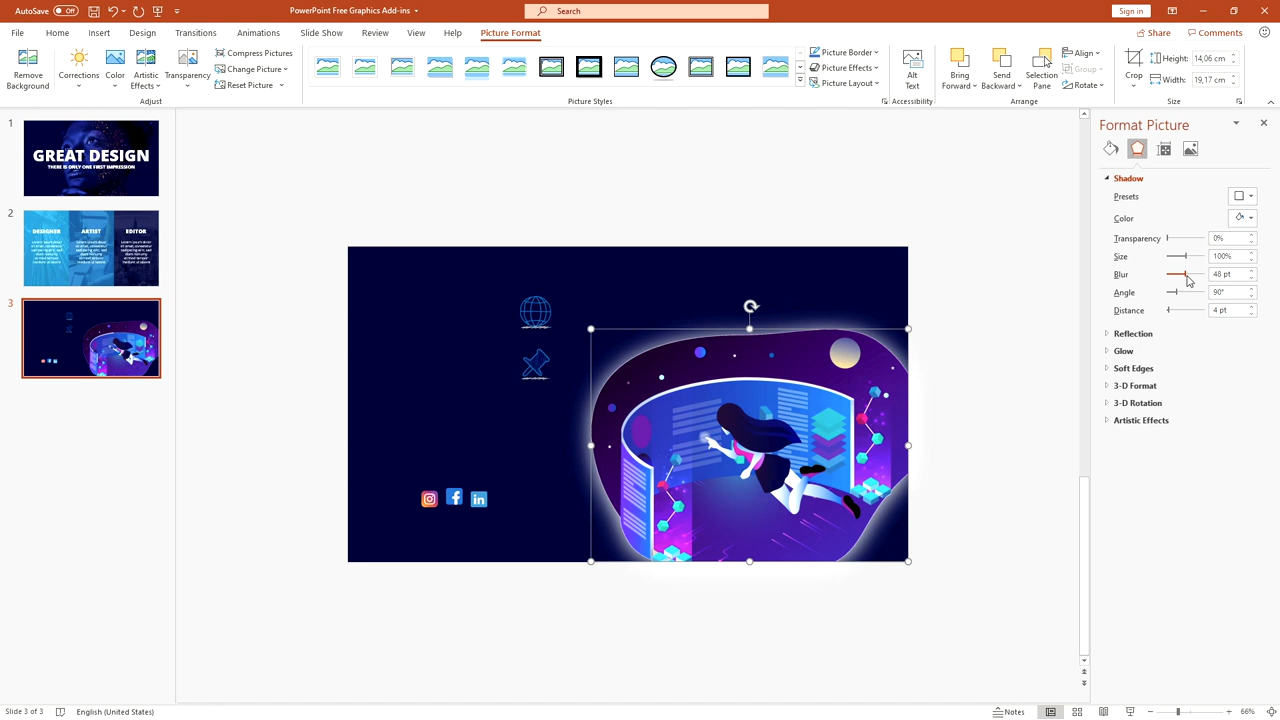 AutoSave Off
PowerPoint Free Graphics Add-ins
Search
Sign in
File Home Insert Design Transitions Animations Slide Show Review View Help Picture Format
Share Comments
Remove Background
Corrections
Color
Artistic Effects
Transparency
Compress Pictures
Change Picture
Reset Picture
Adjust
Picture Styles
Picture Border
Picture Effects
Picture Layout
Alt Text
Accessibility
Bring Forward
Send Backward
Selection Pane
Align
Group
Rotate
Arrange
Crop
Height: 14,06 cm
Width: 19,17 cm
Size
1
GREAT DESIGN
THERE IS ONLY ONE FIRST IMPRESSION
2
DESIGNER ARTIST EDITOR
3
Format Picture
Shadow
Presets
Color
Transparency 0%
Size 100%
Blur 48 pt
Angle 90°
Distance 4 pt
Reflection
Glow
Soft Edges
3-D Format
3-D Rotation
Artistic Effects
Slide 3 of 3
English (United States)
Notes
66%